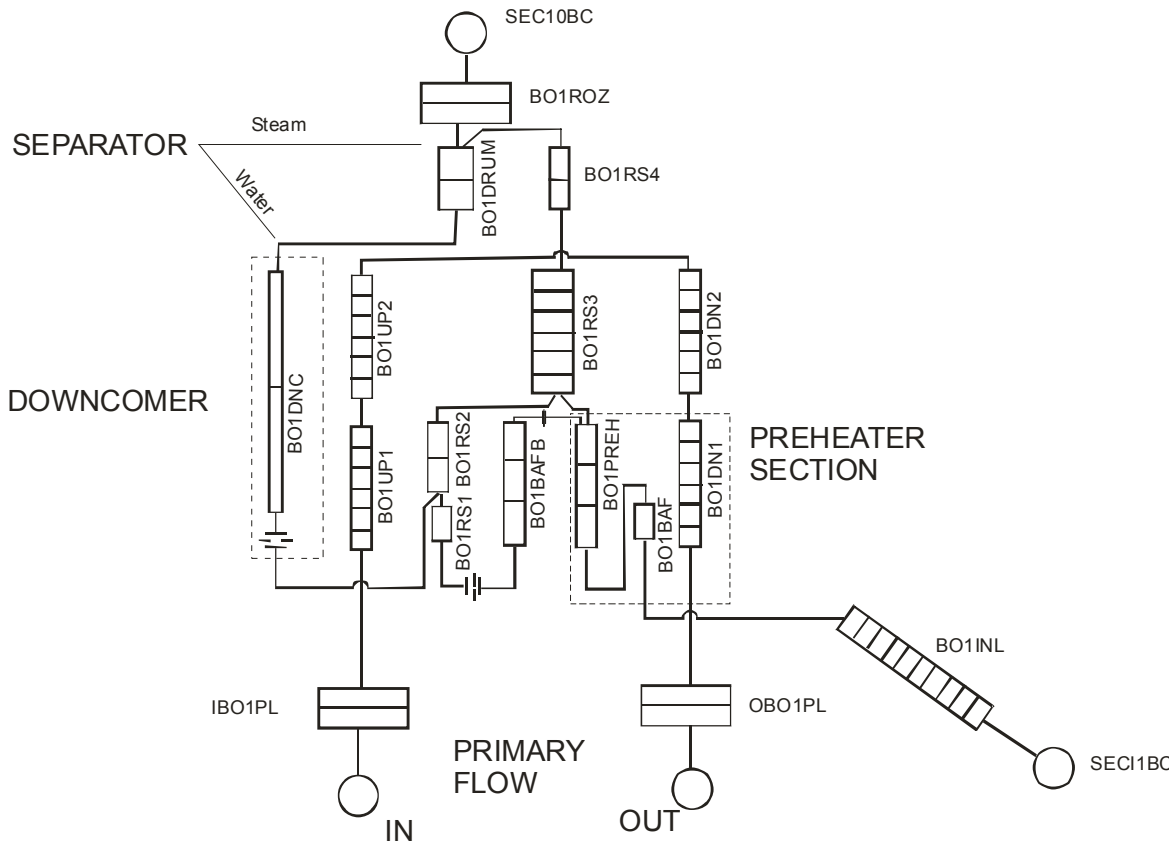 SEC10BC
BO1ROZ
Steam
SEPARATOR
Water
BO1DRUM
BO1RS4
BO1UP2
BO1RS3
BO1DN2
DOWNCOMER
BO1DNC
BO1UP1
BO1RS2
BO1RS1
BO1BAF B
BO1PREH
BO1BAF
BO1DN1
PREHEATER
SECTION
BO1INL
IBO1PL
OBO1PL
PRIMARY
FLOW
SECI1BC
IN
OUT